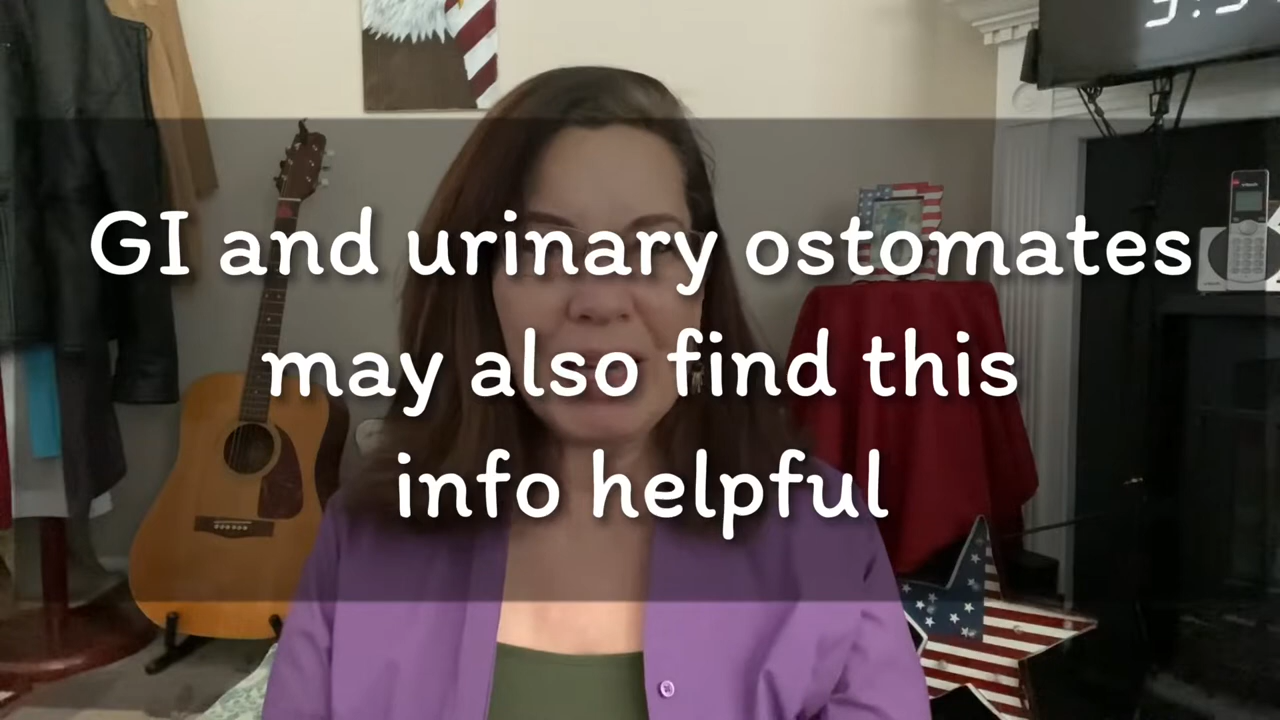 GI and urinary ostomates
may also find this
info helpful